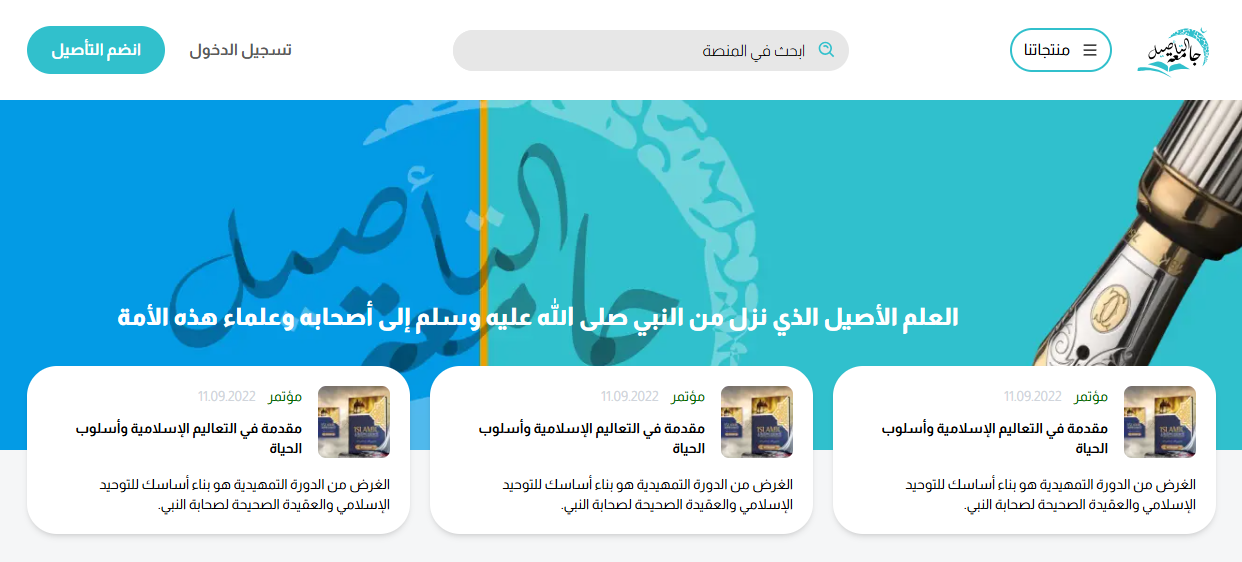 جامعة التأصيل
منتجاتنا
ابحث في المنصة
تسجيل الدخول
انضم التأصيل
جامعة التأصيل
العلم الأصيل الذي نزل من النبي صلى الله عليه وسلم إلى أصحابه وعلماء هذه الأمة
مؤتمر 11.09.2022
مقدمة في التعاليم الإسلامية وأسلوب
الحياة
الغرض من الدورة التمهيدية هو بناء أساسك للتوحيد
الإسلامي والعقيدة الصحيحة لصحابة النبي.
مؤتمر 11.09.2022
مقدمة في التعاليم الإسلامية وأسلوب
الحياة
الغرض من الدورة التمهيدية هو بناء أساسك للتوحيد
الإسلامي والعقيدة الصحيحة لصحابة النبي.
مؤتمر 11.09.2022
مقدمة في التعاليم الإسلامية وأسلوب
الحياة
الغرض من الدورة التمهيدية هو بناء أساسك للتوحيد
الإسلامي والعقيدة الصحيحة لصحابة النبي.